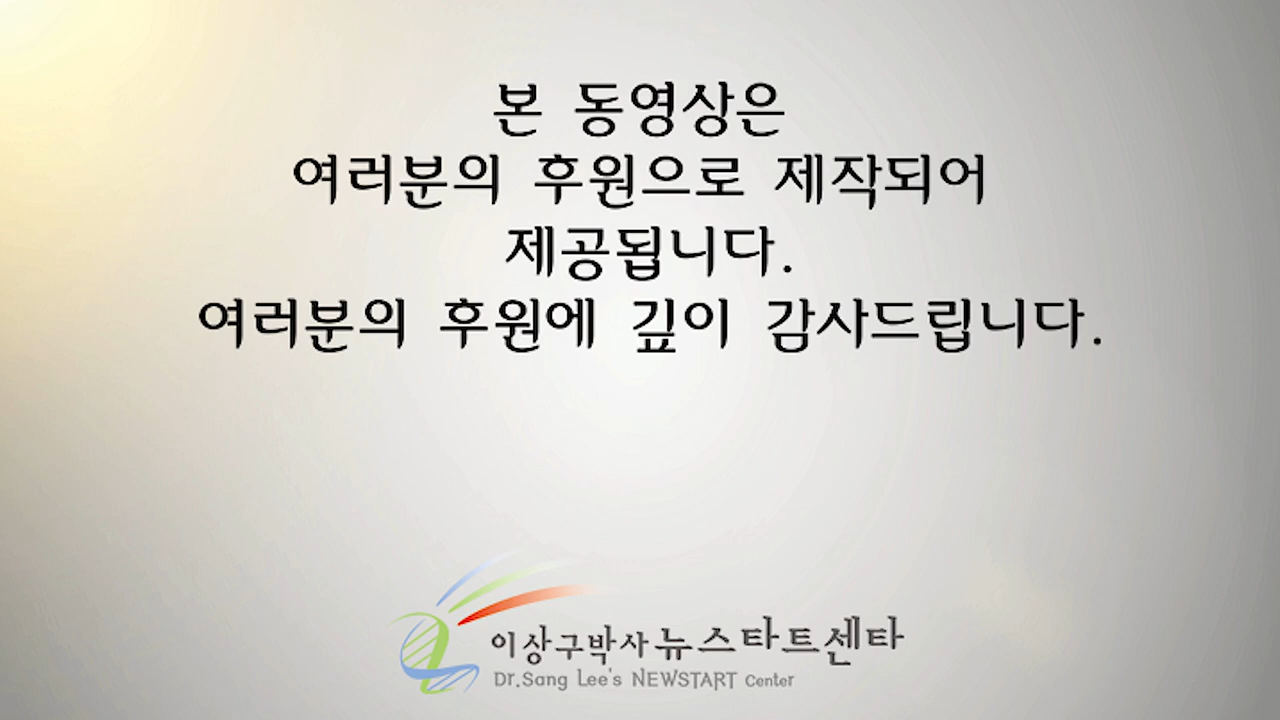 본 동영상은
여러분의 후원으로 제작되어
제공됩니다.
여러분의 후원에 깊이 감사드립니다.
이상구박사 뉴스타트센타
Dr.Sang Lee's NEWSTART Center